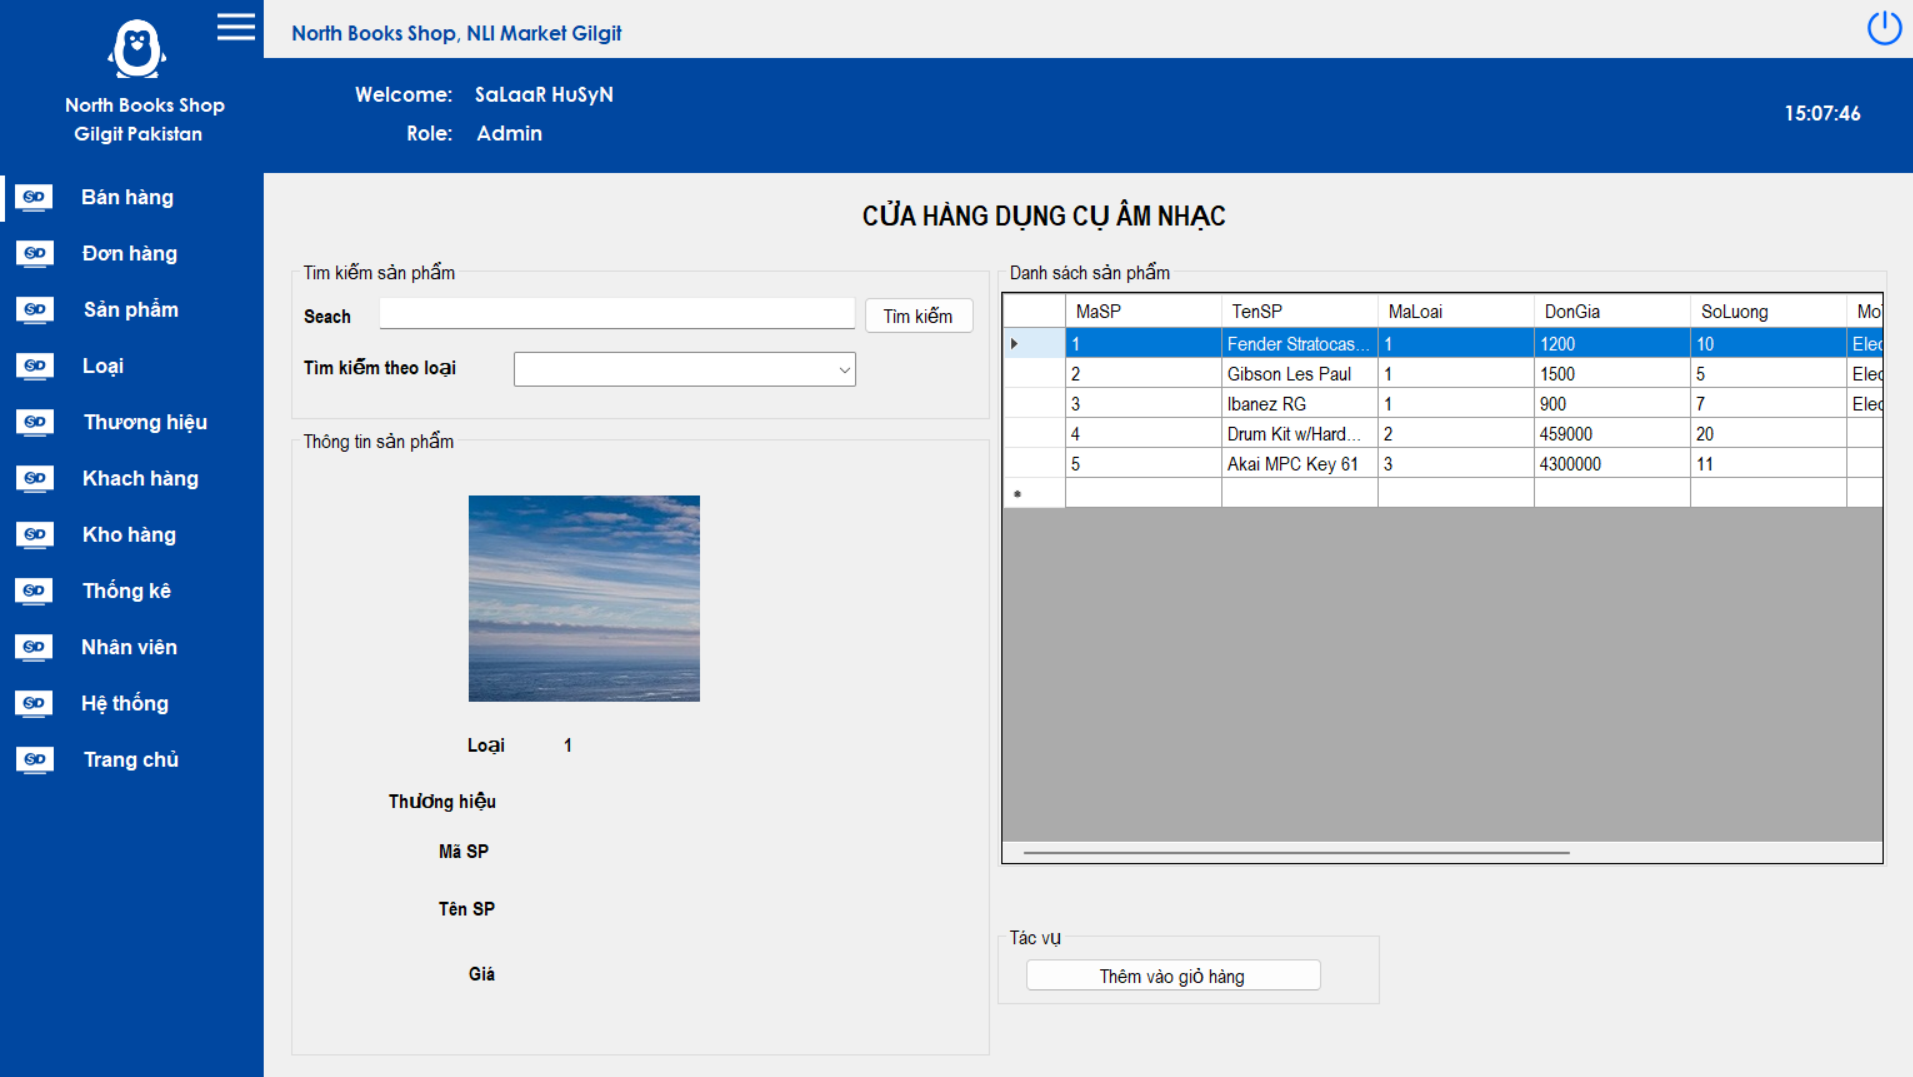 North Books Shop
Gilgit Pakistan
Bán hàng
Đơn hàng
Sản phẩm
Loại
Thương hiệu
Khach hàng
Kho hàng
Thống kê
Nhân viên
Hệ thống
Trang chủ
North Books Shop, NLI Market Gilgit
Welcome: SaLaaR HuSyN
Role: Admin
15:07:46
CỬA HÀNG DỤNG CỤ ÂM NHẠC
Tìm kiếm sản phẩm
Seach
Tìm kiếm
Tìm kiếm theo loại
Thông tin sản phẩm
Loại 1
Thương hiệu
Mã SP
Tên SP
Giá
Danh sách sản phẩm
MaSP TenSP MaLoai DonGia SoLuong
1 Fender Stratocas... 1 1200 10 Elec
2 Gibson Les Paul 1 1500 5 Elec
3 Ibanez RG 1 900 7 Elec
4 Drum Kit w/Hard... 2 459000 20
5 Akai MPC Key 61 3 4300000 11
Tác vụ
Thêm vào giỏ hàng